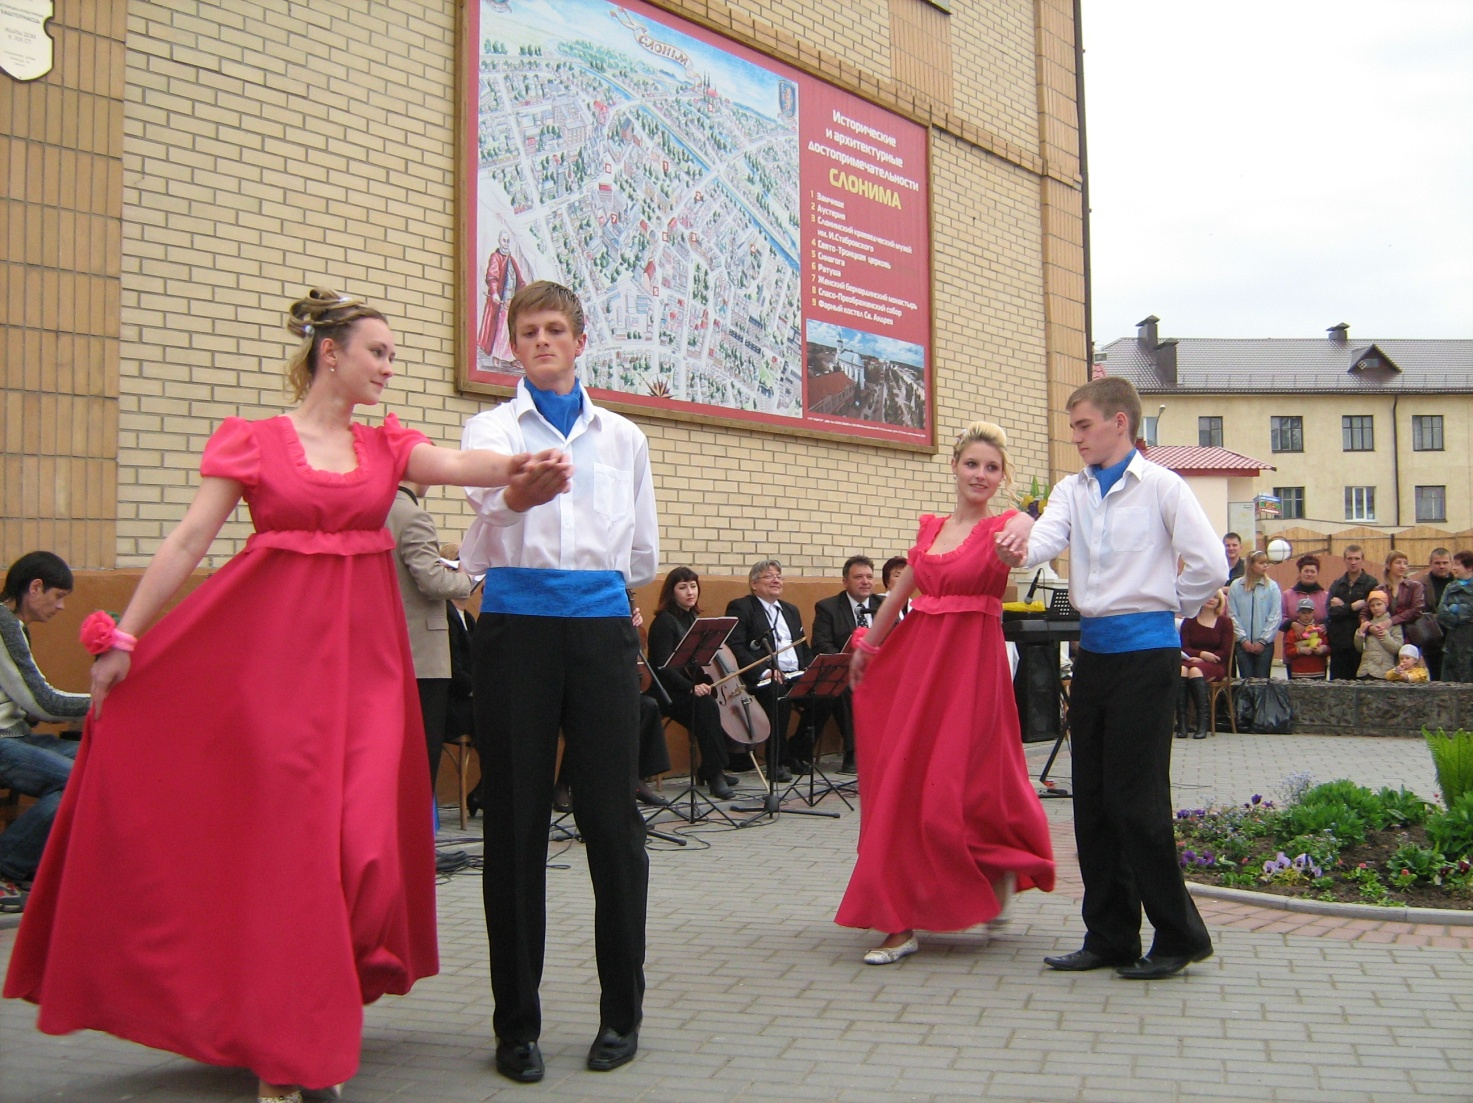 СЛОНIМ
Исторические
и архитектурные
достопримечательности
СЛОНИМА
1 Замчище
2 Аустерия
3 Слонимский краеведческий музей
им. И.Стабровского
4 Свято-Троицкая церковь
5 Синагога
6 Ратуша
7 Женский бернардинский монастырь
8 Спасо-Преображенский собор
9 Фарный костел Св. Андрея